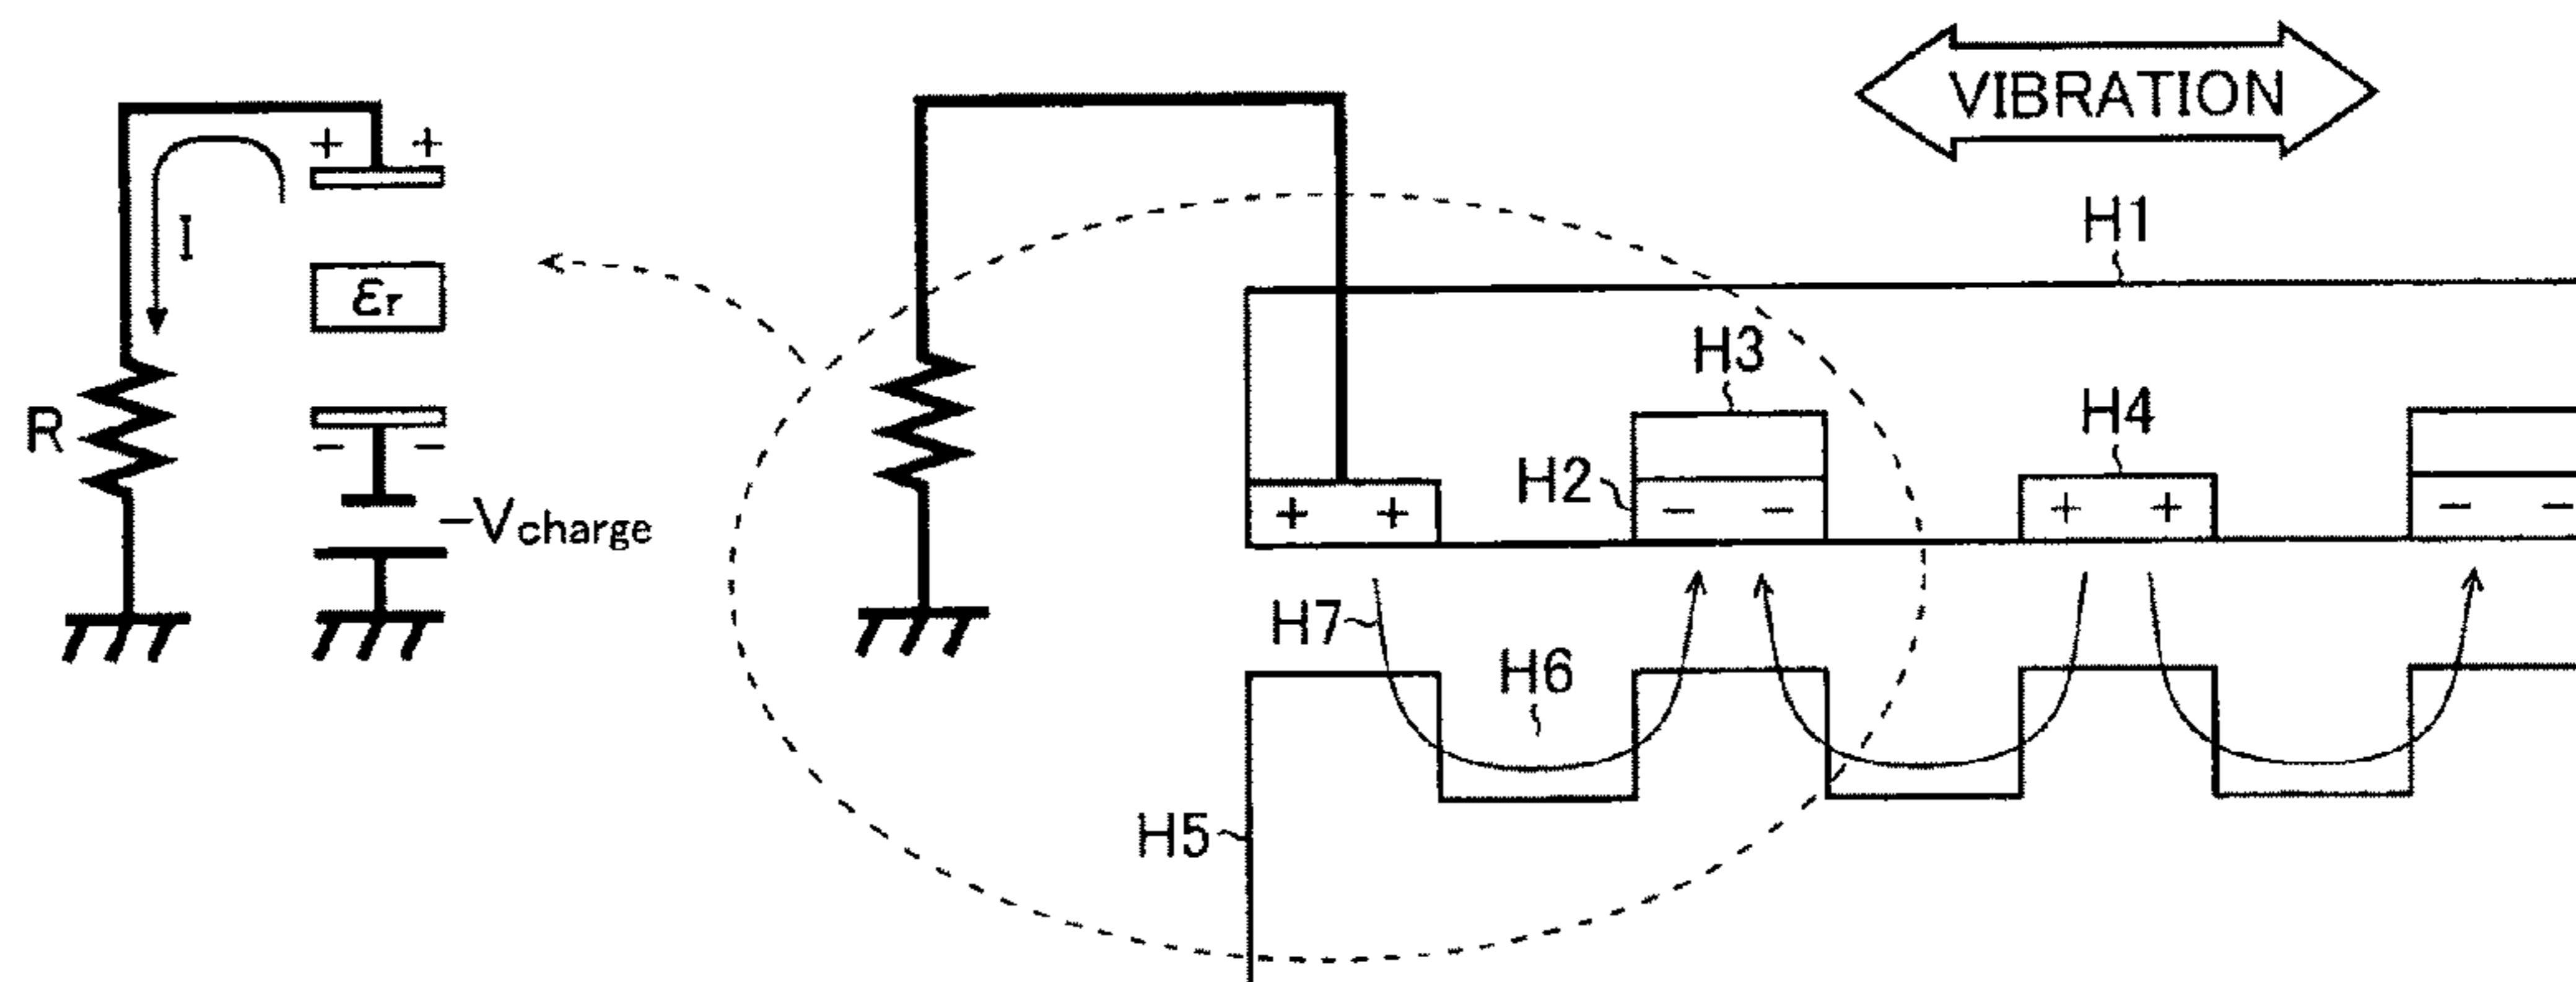 VIBRATION
+ +
I
εr
R
- -
-Vcharge
H1
H3
H4
H2
+ +
- -
+ +
- -
H7
H6
H5